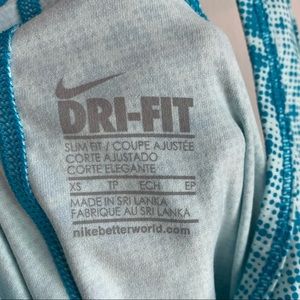 DRI-FIT
SLIM FIT / COUPE AJUSTÉE
CORTE AJUSTADO
CORTE ELEGANTE
XS TP ECH EP
MADE IN SRI LANKA
FABRIQUE AU SRI LANKA
nikebetterworld.com